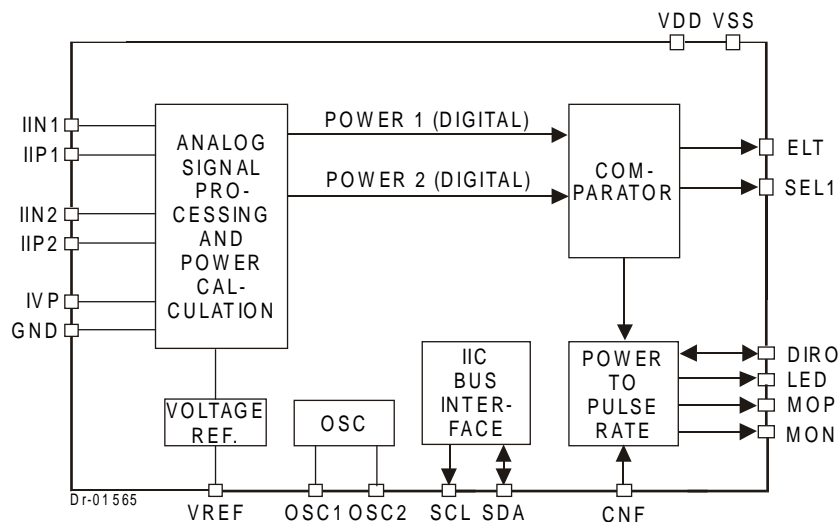 VDD VSS
IIN1
IIP1
IIN2
IIP2
IVP
GND
ANALOG
SIGNAL
PRO-
CESSING
AND
POWER
CAL-
CULATION
POWER 1 (DIGITAL)
POWER 2 (DIGITAL)
COM-
PARATOR
ELT
SEL1
VOLTAGE
REF.
OSC
IIC
BUS
INTER-
FACE
POWER
TO
PULSE
RATE
DIRO
LED
MOP
MON
Dr-01565
VREF OSC1 OSC2 SCL SDA CNF